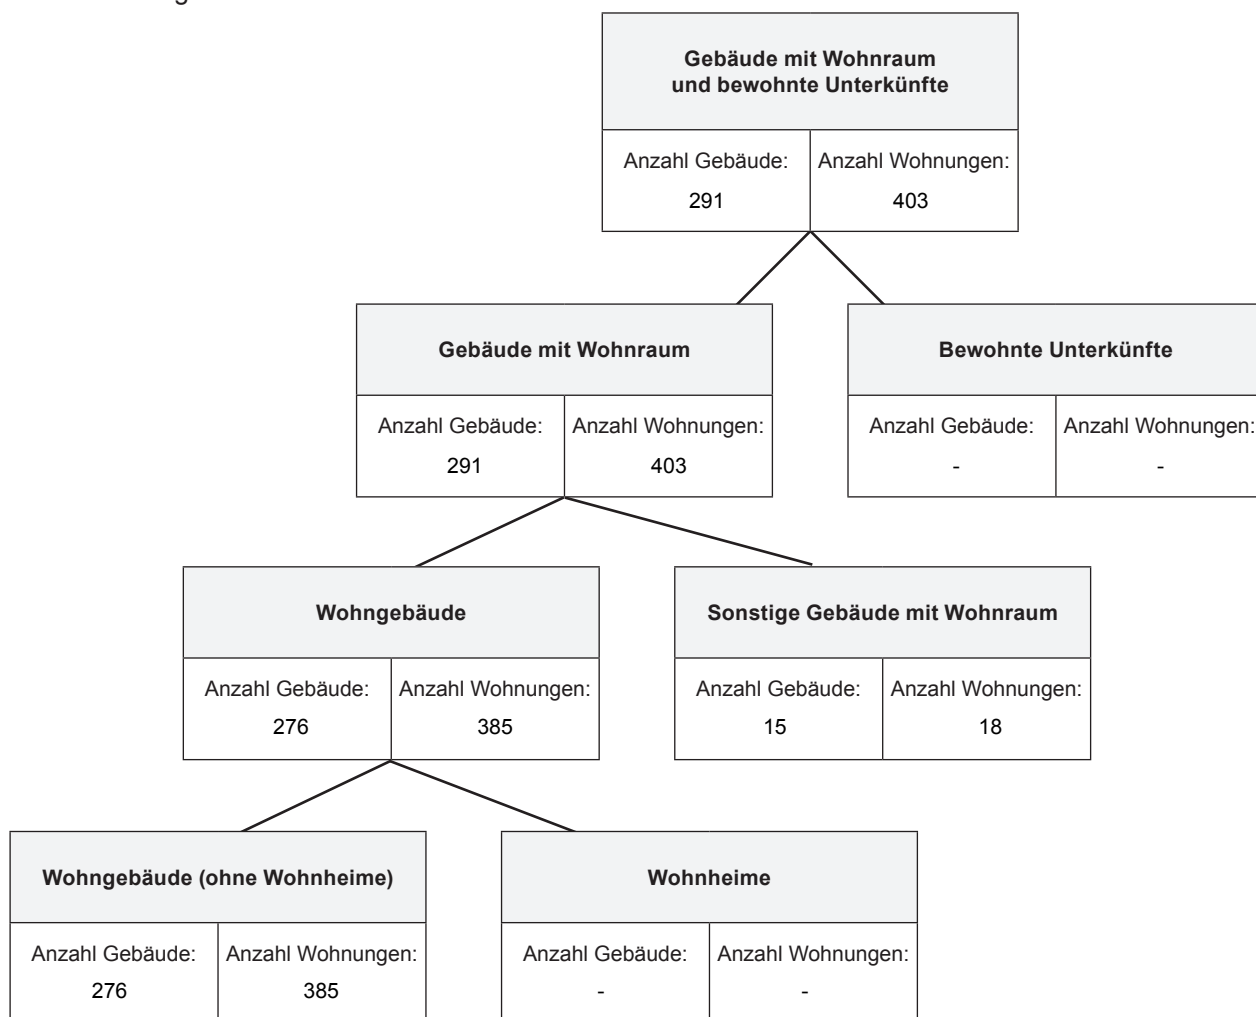 Gebäude mit Wohnraum
und bewohnte Unterkünfte
Anzahl Gebäude: Anzahl Wohnungen:
291 403
Gebäude mit Wohnraum
Anzahl Gebäude: Anzahl Wohnungen:
291 403
Bewohnte Unterkünfte
Anzahl Gebäude: Anzahl Wohnungen:
- -
Wohngebäude
Anzahl Gebäude: Anzahl Wohnungen:
276 385
Sonstige Gebäude mit Wohnraum
Anzahl Gebäude: Anzahl Wohnungen:
15 18
Wohngebäude (ohne Wohnheime)
Anzahl Gebäude: Anzahl Wohnungen:
276 385
Wohnheime
Anzahl Gebäude: Anzahl Wohnungen:
- -